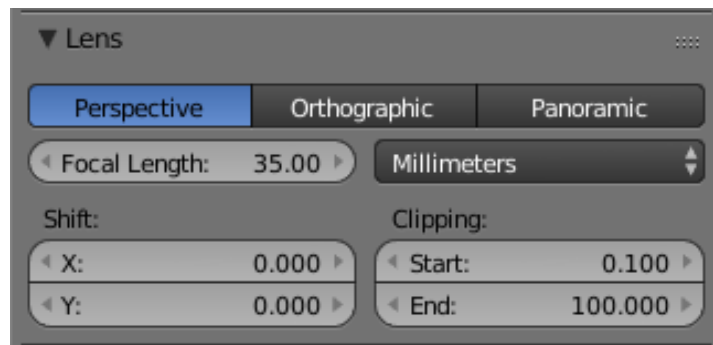 Lens
Perspective Orthographic Panoramic
Focal Length: 35.00 Millimeters
Shift: Clipping:
X: 0.000 Start: 0.100
Y: 0.000 End: 100.000